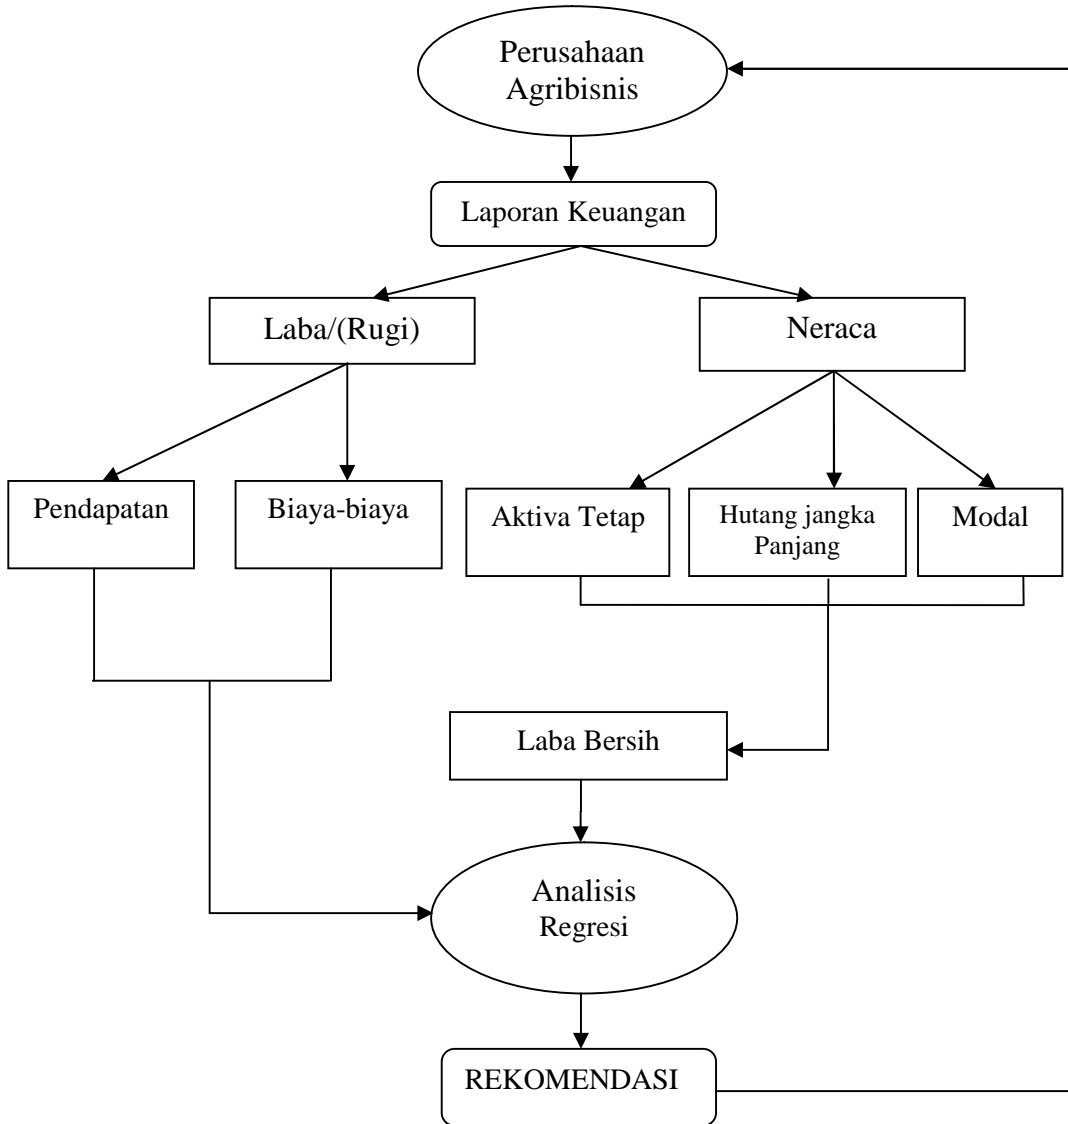 Perusahaan
Agribisnis
Laporan Keuangan
Laba/(Rugi)
Neraca
Pendapatan
Biaya-biaya
Aktiva Tetap
Hutang jangka
Panjang
Modal
Laba Bersih
Analisis
Regresi
REKOMENDASI